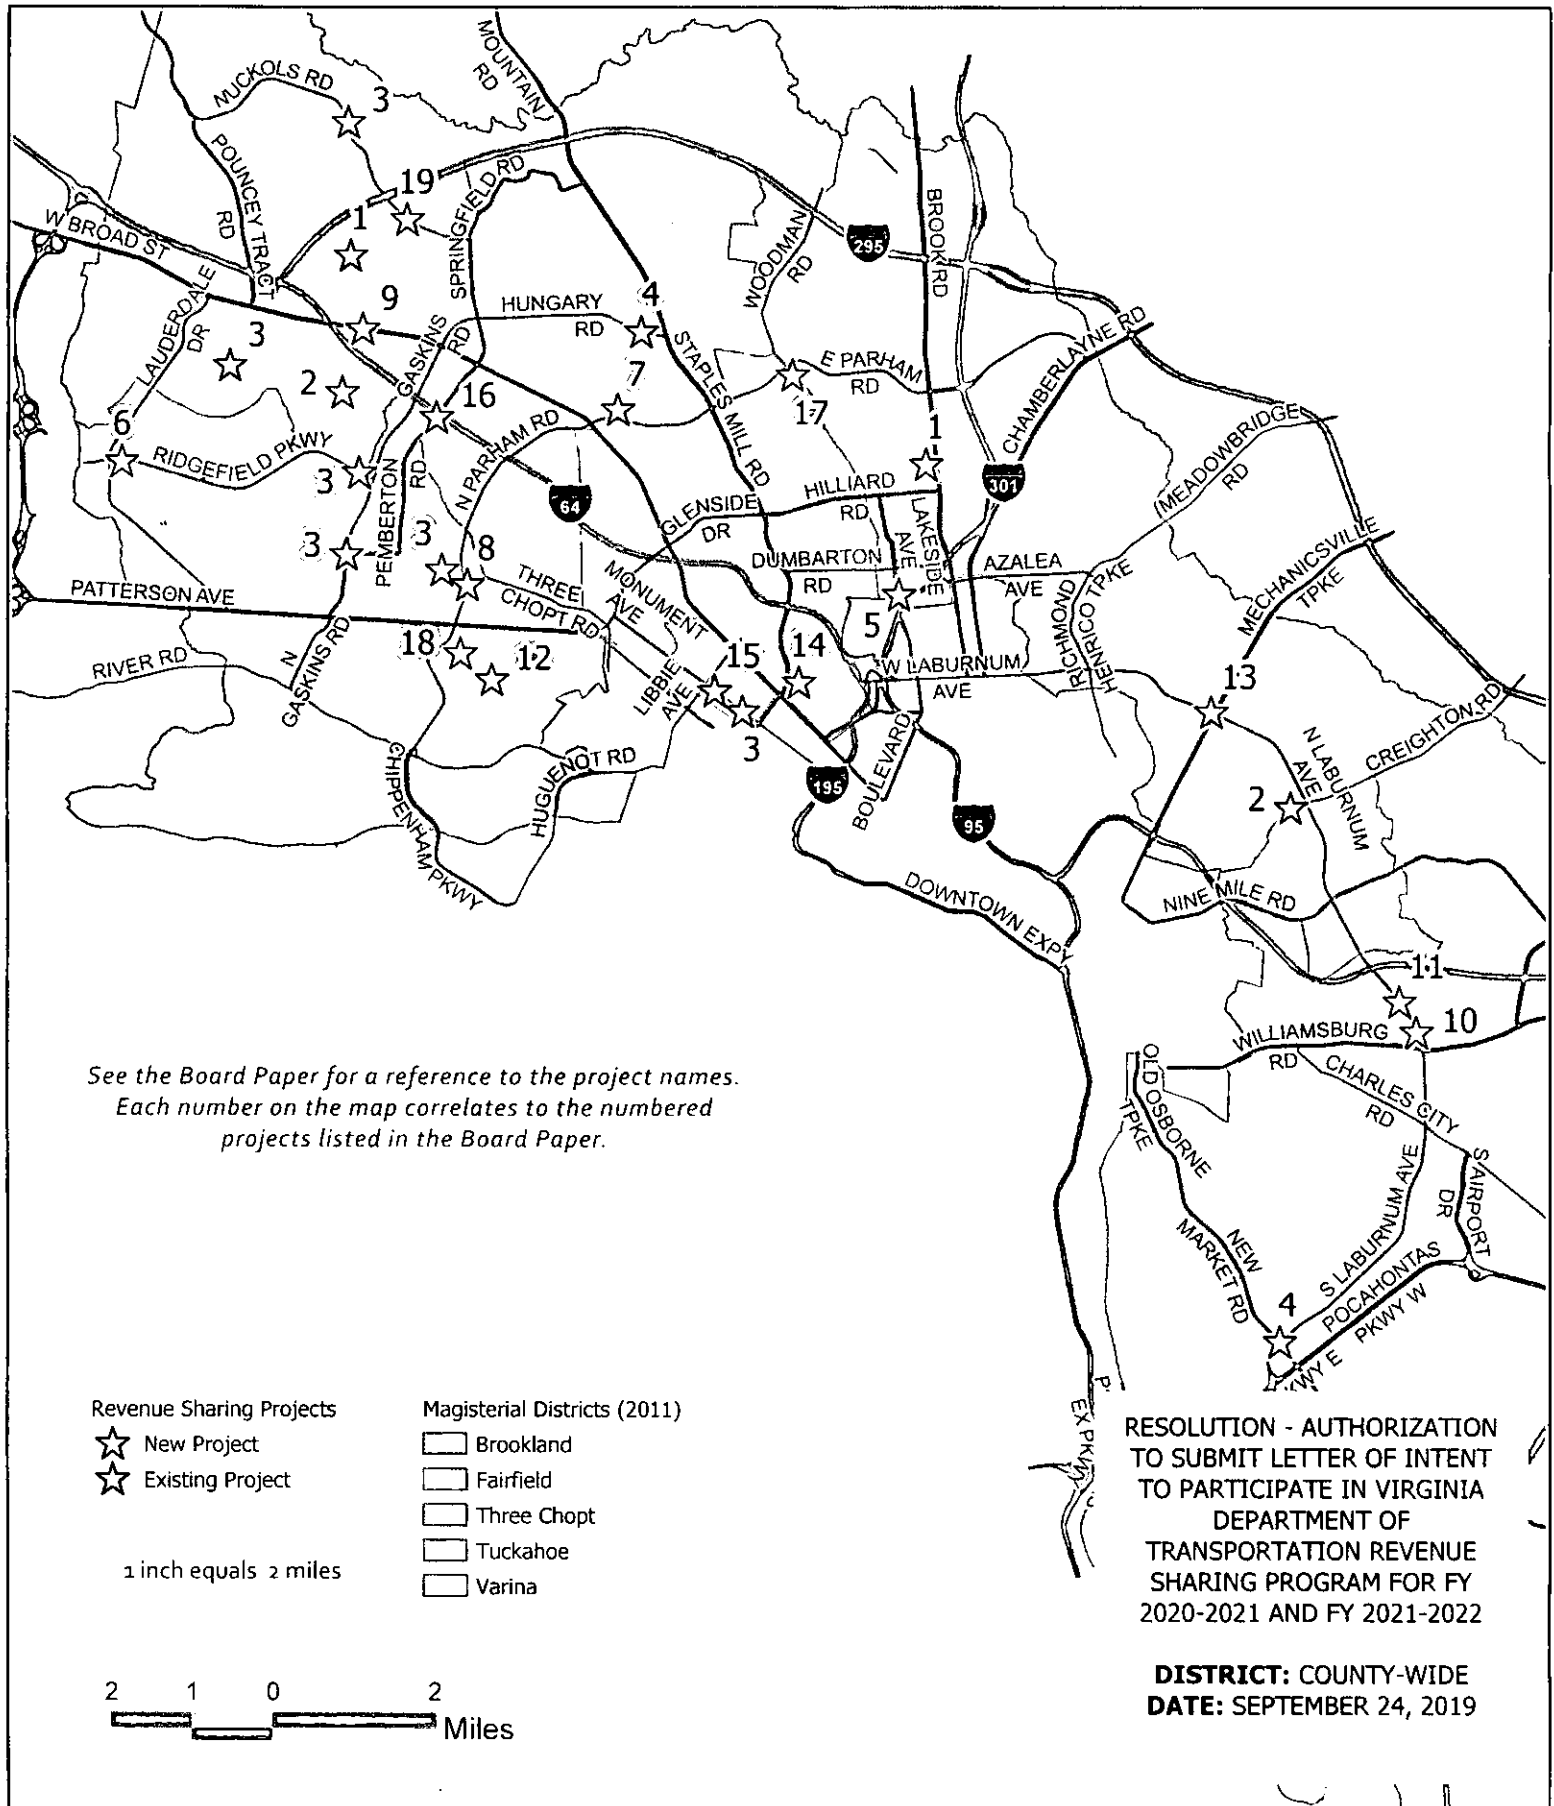 MOUNTAIN
RD
NUCKOLS RD
3
POUNCEY TRACT
RD
19
SPRINGFIELD RD
1
W BROAD ST
295
BROOK RD
WOODMAN
RD
LAUDERDALE
DR
9
HUNGARY
RD
4
3
GASKINS
RD
STAPLES MILL RD
E PARHAM
RD
CHAMBERLAYNE RD
2
16
7
17
6
RIDGEFIELD PKWY
N PARHAM RD
1
MEADOWBRIDGE
RD
3
PEMBERTON
RD
64
GLENSIDE
DR
HILLIARD
RD
301
LAKESIDE
AVE
3
3
8
DUMBARTON
RD
AZALEA
AVE
MECHANICSVILLE
TPKE
PATTERSON AVE
THREE
CHOPT RD
MONUMENT
AVE
5
RICHMOND
HENRICO TPKE
18
12
15
14
W LABURNUM
AVE
13
RIVER RD
N
GASKINS RD
LIBBIE
AVE
3
BOULEVARD
N LABURNUM
AVE
CREIGHTON RD
CHIPPENHAM PKWY
HUGUENOT RD
195
95
2
DOWNTOWN EXPY
NINE MILE RD
11
10
WILLIAMSBURG
RD
CHARLES CITY
RD
OLD OSBORNE
TPKE
See the Board Paper for a reference to the project names.
Each number on the map correlates to the numbered
projects listed in the Board Paper.
NEW
MARKET RD
S LABURNUM AVE
S AIRPORT
DR
POCAHONTAS
PKWY W
4
KWY E
P
EX PKWY
Revenue Sharing Projects
New Project
Existing Project
1 inch equals 2 miles
Magisterial Districts (2011)
Brookland
Fairfield
Three Chopt
Tuckahoe
Varina
RESOLUTION - AUTHORIZATION
TO SUBMIT LETTER OF INTENT
TO PARTICIPATE IN VIRGINIA
DEPARTMENT OF
TRANSPORTATION REVENUE
SHARING PROGRAM FOR FY
2020-2021 AND FY 2021-2022
DISTRICT: COUNTY-WIDE
DATE: SEPTEMBER 24, 2019
2 1 0 2
Miles